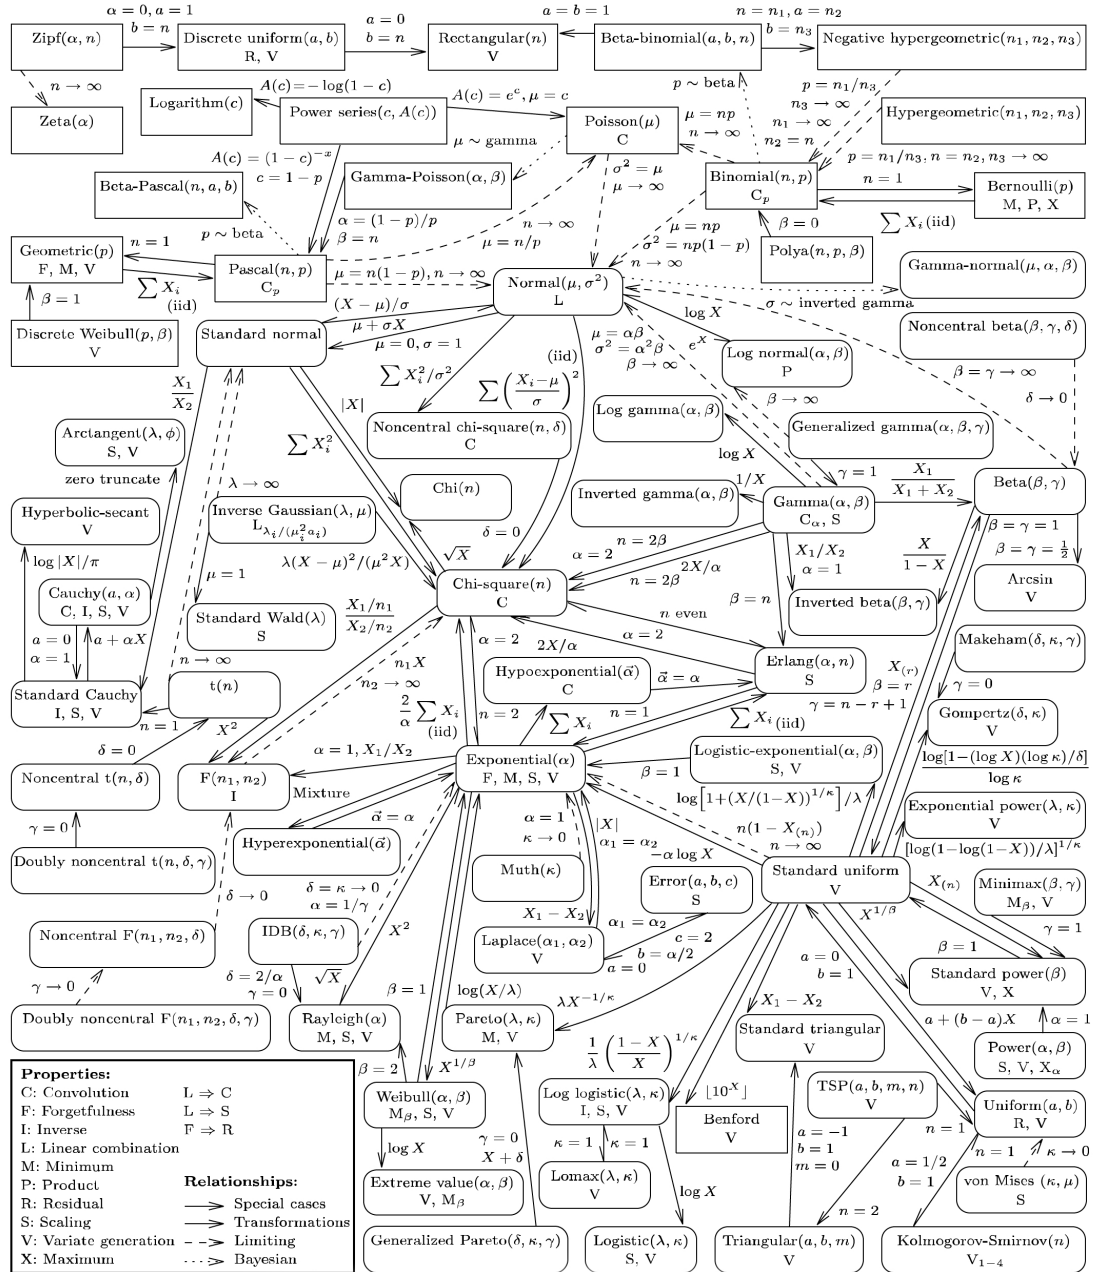 α = 0, α = 1
b = n
a = 0
b = n
a = b = 1
n = n₁, a = n₂
b = n₃
Zipf(α, n)
Discrete uniform(a, b)
R, V
Rectangular(n)
V
Beta-binomial(a, b, n)
Negative hypergeometric(n₁, n₂, n₃)
n → ∞
A(c) = − log(1 − c)
A(c) = eᶜ, μ = c
p ∼ beta
p = n₁/n₃
n₃ → ∞
n₁ → ∞
n₂ = n
Zeta(α)
Logarithm(c)
Power series(c, A(c))
Poisson(μ)
C
μ = np
n → ∞
Hypergeometric(n₁, n₂, n₃)
μ ∼ gamma
A(c) = (1 − c)⁻ˣ
c = 1 − p
σ² = μ
μ → ∞
p = n₁/n₃, n = n₂, n₃ → ∞
Beta-Pascal(n, a, b)
Gamma-Poisson(α, β)
Binomial(n, p)
Cₚ
n = 1
Bernoulli(p)
M, P, X
∑ Xᵢ (iid)
α = (1 − p)/p
β = n
n → ∞
μ = n/p
μ = np
σ² = np(1 − p)
n → ∞
β = 0
Polya(n, p, β)
p ∼ beta
n = 1
Geometric(p)
F, M, V
∑ Xᵢ
(iid)
Pascal(n, p)
Cₚ
μ = n(1 − p), n → ∞
Normal(μ, σ²)
L
Gamma-normal(μ, α, β)
σ ∼ inverted gamma
β = 1
Discrete Weibull(p, β)
V
Standard normal
(X − μ)/σ
μ + σX
μ = 0, σ = 1
(iid)
μ = αβ
σ² = α²β
β → ∞
log X
eˣ
Log normal(α, β)
P
Noncentral beta(β, γ, δ)
β = γ → ∞
δ → 0
X₁
X₂
|X|
∑ Xᵢ²
∑ Xᵢ²/σ²
∑ ((Xᵢ−μ)/σ)²
β → ∞
Arctangent(λ, φ)
S, V
zero truncate
Noncentral chi-square(n, δ)
C
Log gamma(α, β)
log X
Generalized gamma(α, β, γ)
γ = 1
X₁
X₁ + X₂
Beta(β, γ)
Hyperbolic-secant
V
λ → ∞
Inverse Gaussian(λ, μ)
L λᵢ/(μᵢ²aᵢ)
Chi(n)
Inverted gamma(α, β)
1/X
Gamma(α, β)
Cα, S
β = γ = 1
β = γ = 1/2
log |X|/π
λ(X − μ)²/(μ²X)
√X
δ = 0
α = 2
n = 2β
2X/α
n = 2β
X₁/X₂
α = 1
X
1 − X
Arcsin
V
μ = 1
Cauchy(a, α)
C, I, S, V
Standard Wald(λ)
S
X₁/n₁
X₂/n₂
Chi-square(n)
C
Inverted beta(β, γ)
β = n
n even
a = 0
α = 1
a + αX
n → ∞
n₁X
n₂ → ∞
α = 2
2X/α
α = 2
Makeham(δ, κ, γ)
γ = 0
Standard Cauchy
I, S, V
t(n)
n = 1
X²
Hypoexponential(α⃗)
C
α⃗ = α
Erlang(α, n)
S
X₍ᵣ₎
β = r
γ = n − r + 1
2
α
∑ Xᵢ
(iid)
n = 2
∑ Xᵢ
n = 1
∑ Xᵢ (iid)
Gompertz(δ, κ)
V
δ = 0
α = 1, X₁/X₂
Noncentral t(n, δ)
F(n₁, n₂)
I
Mixture
Exponential(α)
F, M, S, V
β = 1
Logistic-exponential(α, β)
S, V
log[1−(log X)(log κ)/δ]
log κ
log[1+(X/(1−X))^1/κ]/λ
Exponential power(λ, κ)
V
γ = 0
α⃗ = α
α = 1
κ → 0
|X|
α₁ = α₂
n(1 − X₍ₙ₎)
n → ∞
[log(1−log(1−X))/λ]^1/κ
Doubly noncentral t(n, δ, γ)
Hyperexponential(α⃗)
Muth(κ)
−α log X
Standard uniform
V
X₍ₙ₎
Minimax(β, γ)
Mβ, V
δ → 0
δ = κ → 0
α = 1/γ
Error(a, b, c)
S
X^1/β
γ = 1
Noncentral F(n₁, n₂, δ)
IDB(δ, κ, γ)
X²
X₁ − X₂
Laplace(α₁, α₂)
V
α₁ = α₂
c = 2
b = α/2
a = 0
a = 0
b = 1
β = 1
Standard power(β)
V, X
γ → 0
δ = 2/α
γ = 0
√X
β = 1
log(X/λ)
λX^−1/κ
X₁ − X₂
a + (b − a)X
α = 1
Doubly noncentral F(n₁, n₂, δ, γ)
Rayleigh(α)
M, S, V
Pareto(λ, κ)
M, V
Standard triangular
V
Power(α, β)
S, V, Xα
1/λ ((1 − X)/X)^1/κ
β = 2
X^1/β
Weibull(α, β)
Mβ, S, V
Log logistic(λ, κ)
I, S, V
⌊10ˣ⌋
Benford
V
TSP(a, b, m, n)
V
Uniform(a, b)
R, V
n = 1
log X
γ = 0
X + δ
κ = 1
κ = 1
a = −1
b = 1
m = 0
a = 1/2
b = 1
n = 1
κ → 0
Extreme value(α, β)
V, Mβ
Lomax(λ, κ)
V
log X
n = 2
von Mises (κ, μ)
S
Generalized Pareto(δ, κ, γ)
Logistic(λ, κ)
S, V
Triangular(a, b, m)
V
Kolmogorov-Smirnov(n)
V₁₋₄
Properties:
C: Convolution
F: Forgetfulness
I: Inverse
L: Linear combination
M: Minimum
P: Product
R: Residual
S: Scaling
V: Variate generation
X: Maximum
L ⇒ C
L ⇒ S
F ⇒ R
Relationships:
Special cases
Transformations
Limiting
Bayesian